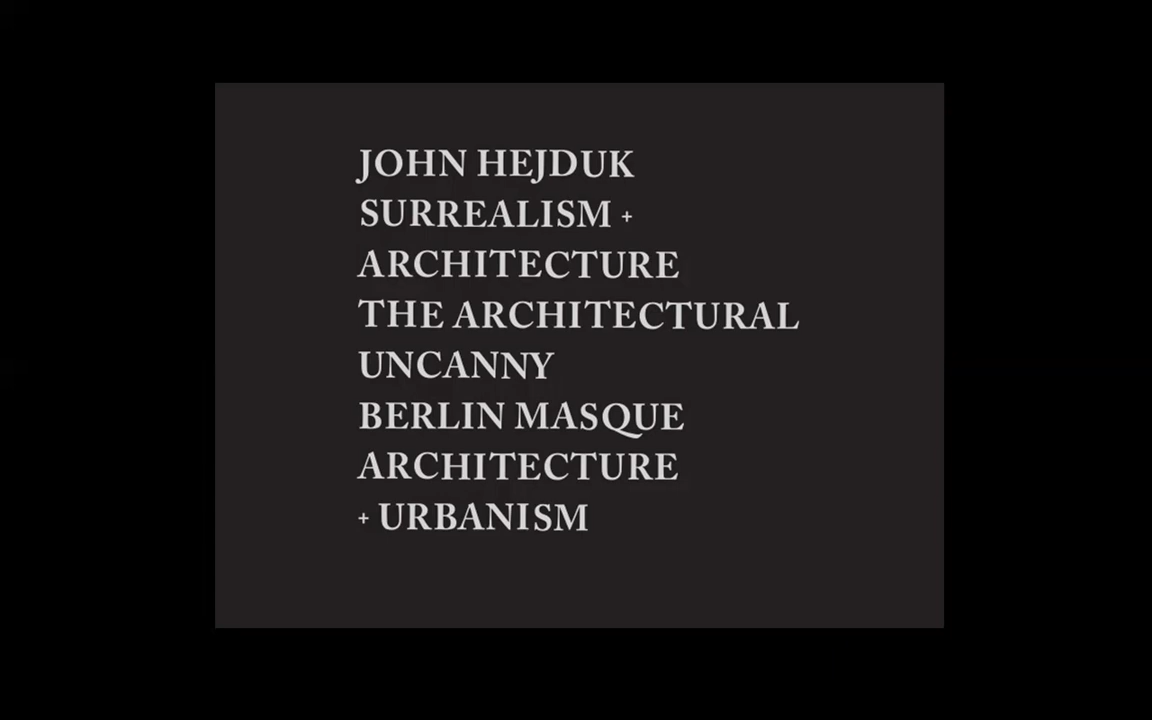 JOHN HEJDUK
SURREALISM +
ARCHITECTURE
THE ARCHITECTURAL
UNCANNY
BERLIN MASQUE
ARCHITECTURE
+ URBANISM